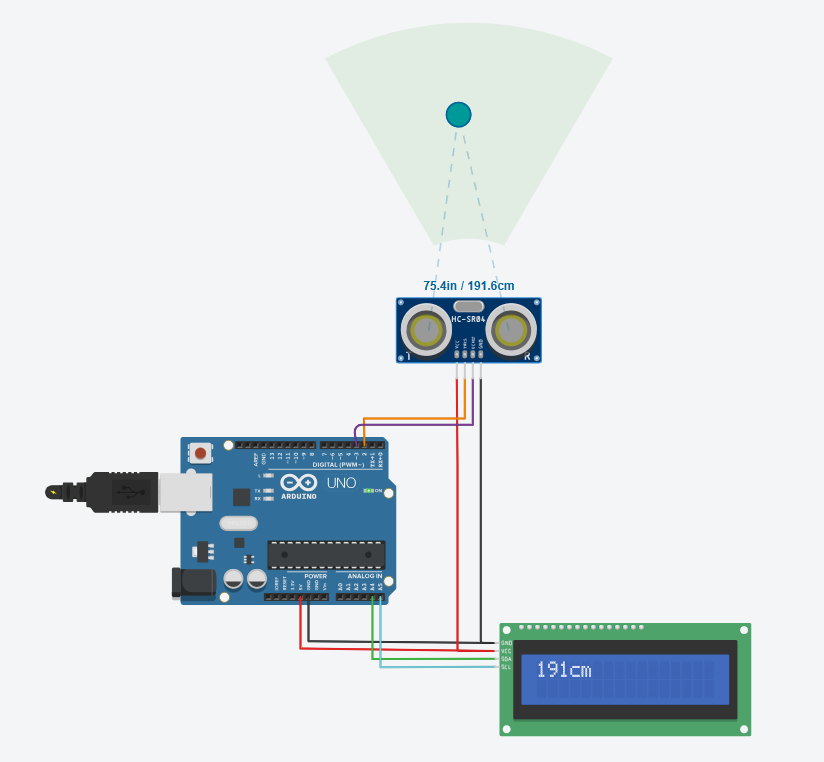 75.4in / 191.6cm
HC-SR04
VCC
TRIG
ECHO
GND
T
R
AREF
GND
13
12
~11
~10
~9
8
7
~6
~5
4
~3
2
TX→1
RX←0
DIGITAL (PWM~)
L
TX
RX
UNO
ON
ARDUINO
POWER
ANALOG IN
IOREF
RESET
3.3V
5V
GND
GND
Vin
A0
A1
A2
A3
A4
A5
GND
VCC
SDA
SCL
191cm